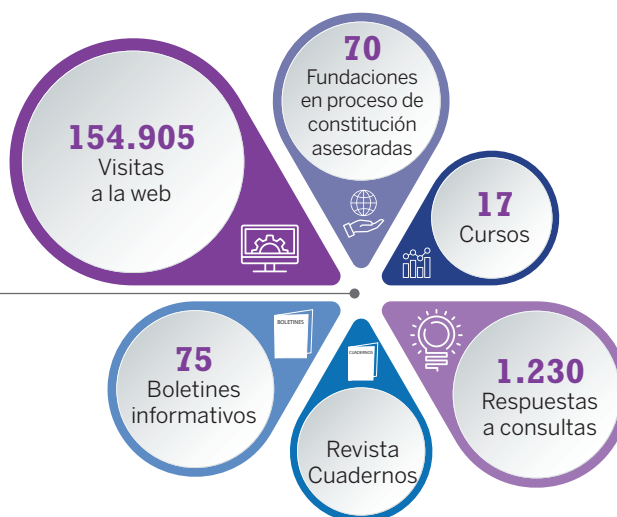 154.905
Visitas
a la web
70
Fundaciones
en proceso de
constitución
asesoradas
17
Cursos
BOLETINES
75
Boletines
informativos
CUADERNOS
Revista
Cuadernos
1.230
Respuestas
a consultas